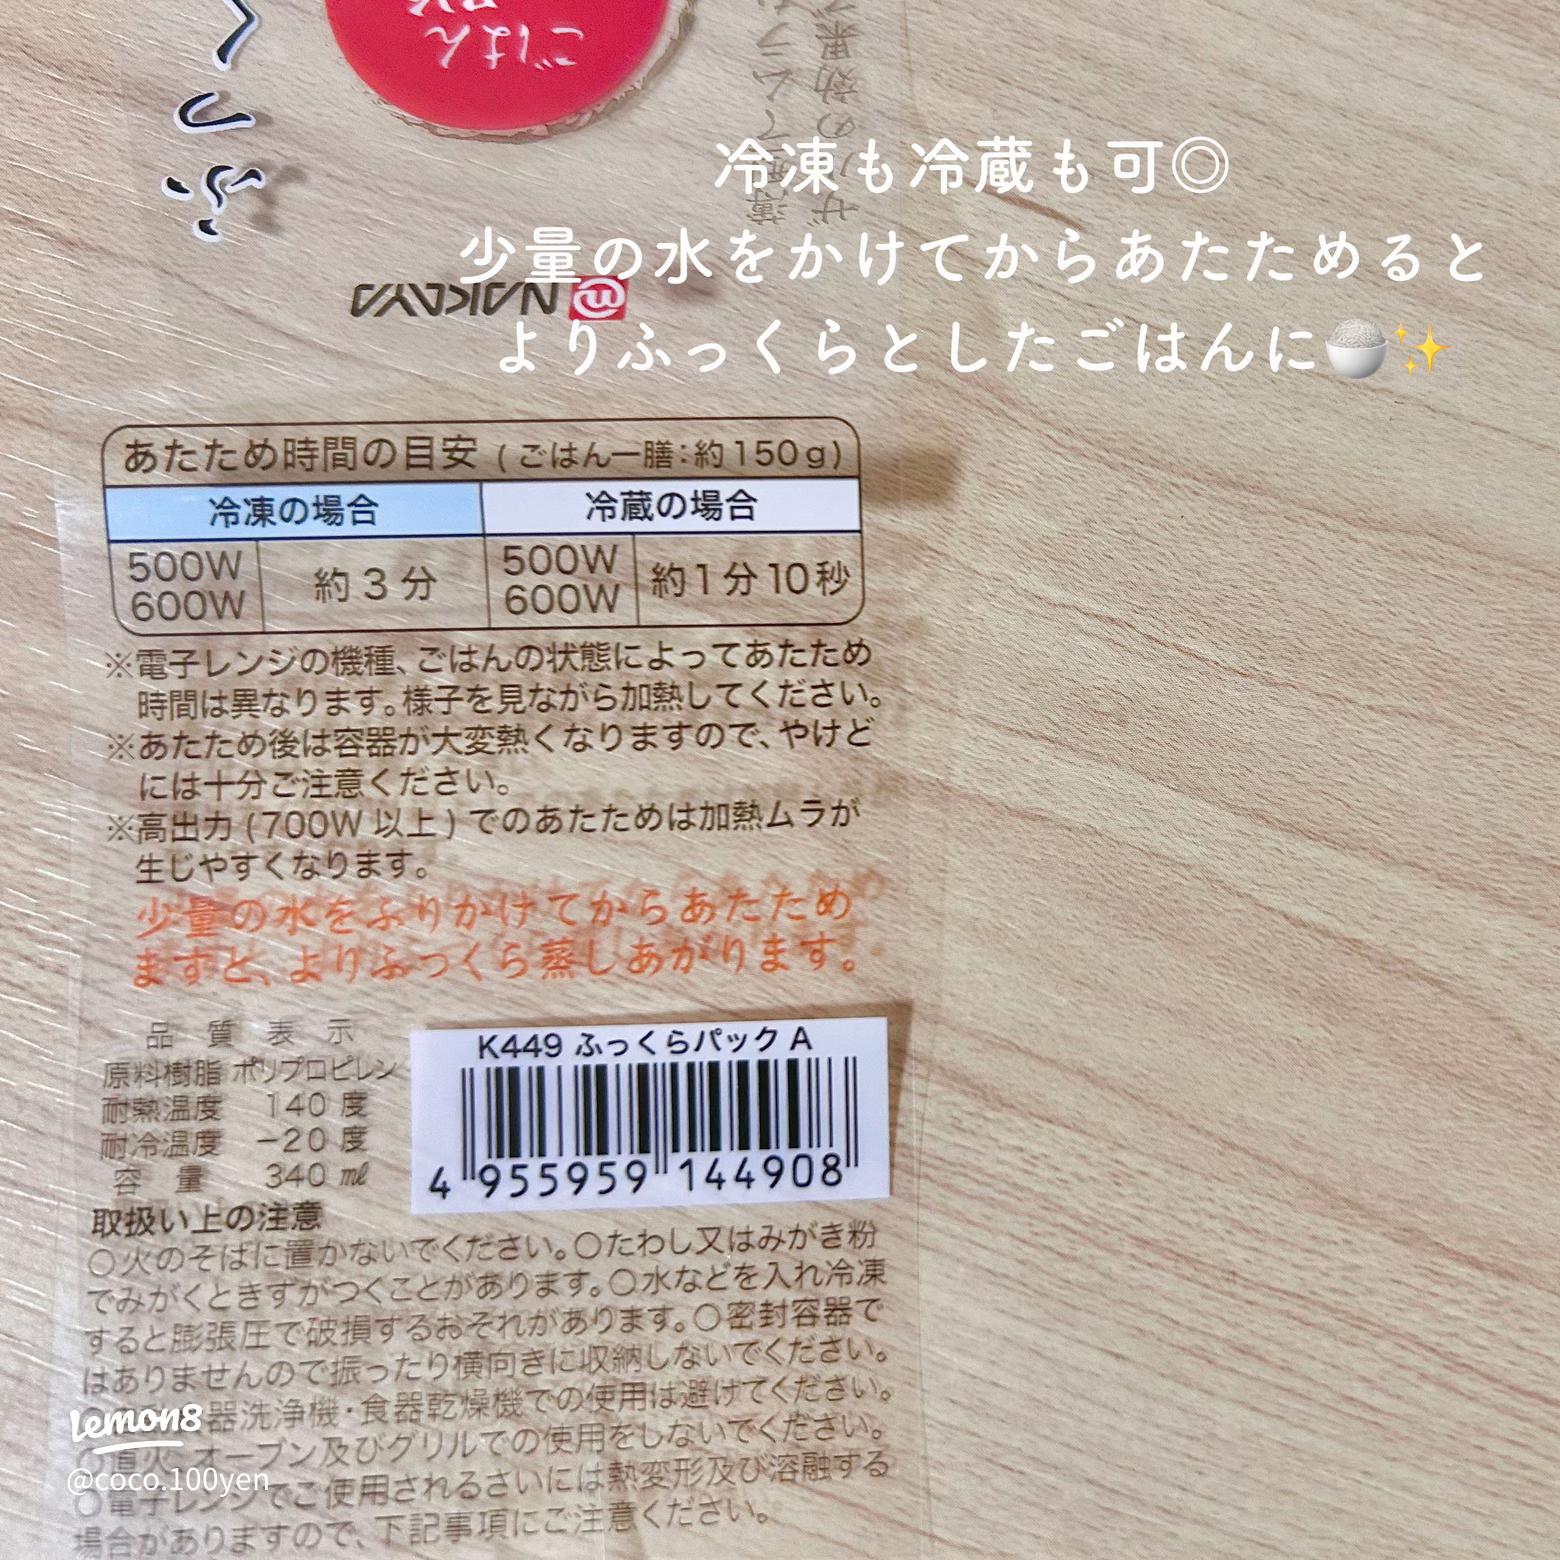 ふっく
ごはん
冷凍も冷蔵も可◎
少量の水をかけてからあたためると
よりふっくらとしたごはんに🍚✨
NAKAYA
あたため時間の目安 (ごはん一膳:約150g)
冷凍の場合 冷蔵の場合
500W 600W 約3分 500W 600W 約1分10秒
※電子レンジの機種、ごはんの状態によってあたため
時間は異なります。様子を見ながら加熱してください。
※あたため後は容器が大変熱くなりますので、やけど
には十分ご注意ください。
※高出力(700W以上)でのあたためは加熱ムラが
生じやすくなります。
少量の水をふりかけてからあたため
ますと、よりふっくら蒸しあがります。
品質表示
原料樹脂 ポリプロピレン
耐熱温度 140度
耐冷温度 −20度
容量 340㎖
K449 ふっくらパック A
4 955959 144908
取扱い上の注意
○火のそばに置かないでください。○たわし又はみがき粉
でみがくときずがつくことがあります。○水などを入れ冷凍
すると膨張圧で破損するおそれがあります。○密封容器で
はありませんので振ったり横向きに収納しないでください。
器洗浄機・食器乾燥機での使用は避けてください。
○直火、オーブン及びグリルでの使用をしないでください。
○電子レンジでご使用されるさいには熱変形及び溶融する
場合がありますので、下記事項にご注意ください。
lemon8
@coco.100yen